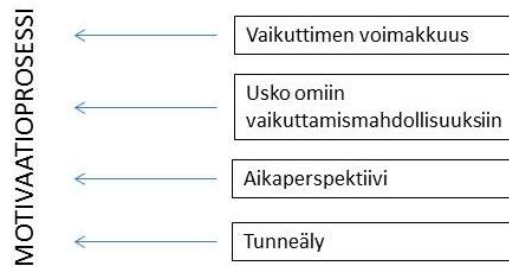 MOTIVAATIOPROSESSI
Vaikuttimen voimakkuus
Usko omiin
vaikuttamismahdollisuuksiin
Aikaperspektiivi
Tunneäly